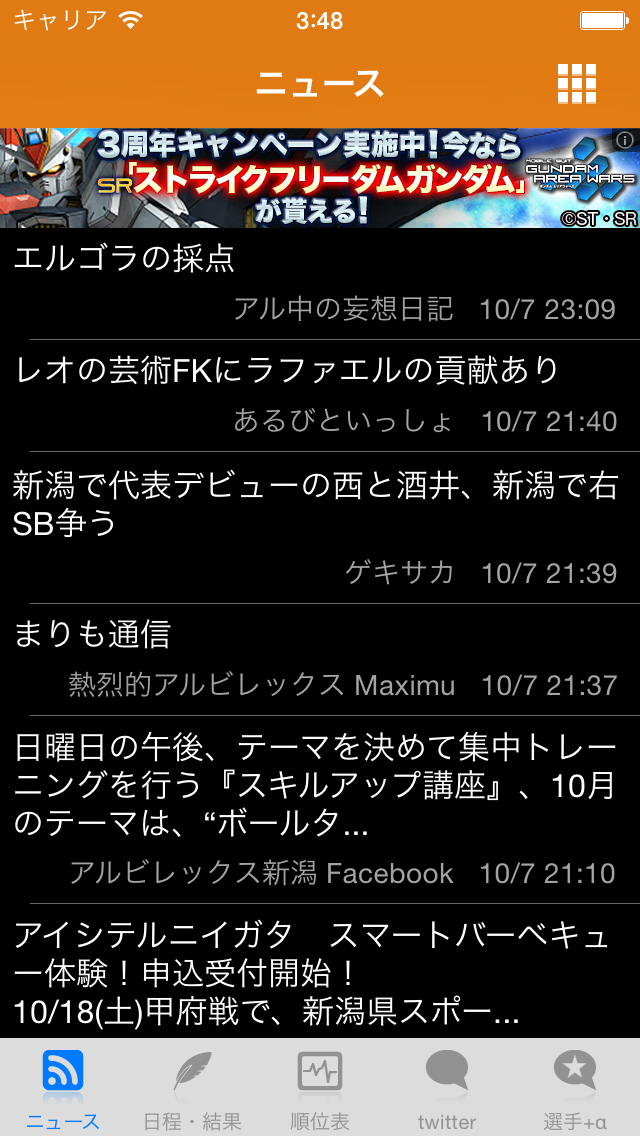 キャリア 3:48
ニュース
3周年キャンペーン実施中!今なら
SR「ストライクフリーダムガンダム」
が貰える!
MOBILE SUIT
GUNDAM
AREA WARS
ガンダム エリアウォーズ
©ST・SR
エルゴラの採点
アル中の妄想日記 10/7 23:09
レオの芸術FKにラファエルの貢献あり
あるびといっしょ 10/7 21:40
新潟で代表デビューの西と酒井、新潟で右
SB争う
ゲキサカ 10/7 21:39
まりも通信
熱烈的アルビレックス Maximu 10/7 21:37
日曜日の午後、テーマを決めて集中トレー
ニングを行う『スキルアップ講座』、10月
のテーマは、“ボールタ...
アルビレックス新潟 Facebook 10/7 21:10
アイシテルニイガタ　スマートバーベキュ
ー体験！申込受付開始！
10/18(土)甲府戦で、新潟県スポー...
ニュース 日程・結果 順位表 twitter 選手+α